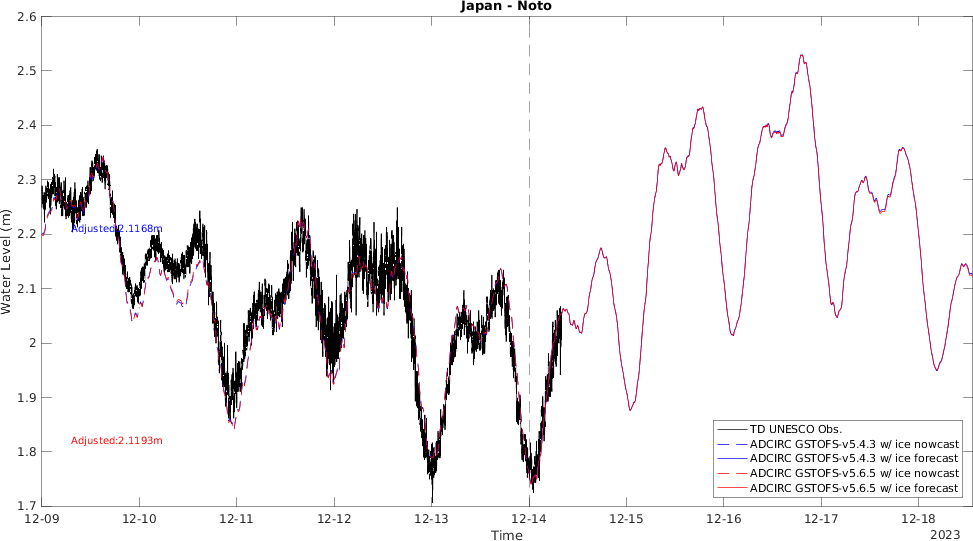 Japan - Noto
2.6
2.5
2.4
2.3
2.2
2.1
2
1.9
1.8
1.7
Water Level (m)
Adjusted:2.1168m
Adjusted:2.1193m
TD UNESCO Obs.
ADCIRC GSTOFS-v5.4.3 w/ ice nowcast
ADCIRC GSTOFS-v5.4.3 w/ ice forecast
ADCIRC GSTOFS-v5.6.5 w/ ice nowcast
ADCIRC GSTOFS-v5.6.5 w/ ice forecast
12-09 12-10 12-11 12-12 12-13 12-14 12-15 12-16 12-17 12-18
Time
2023